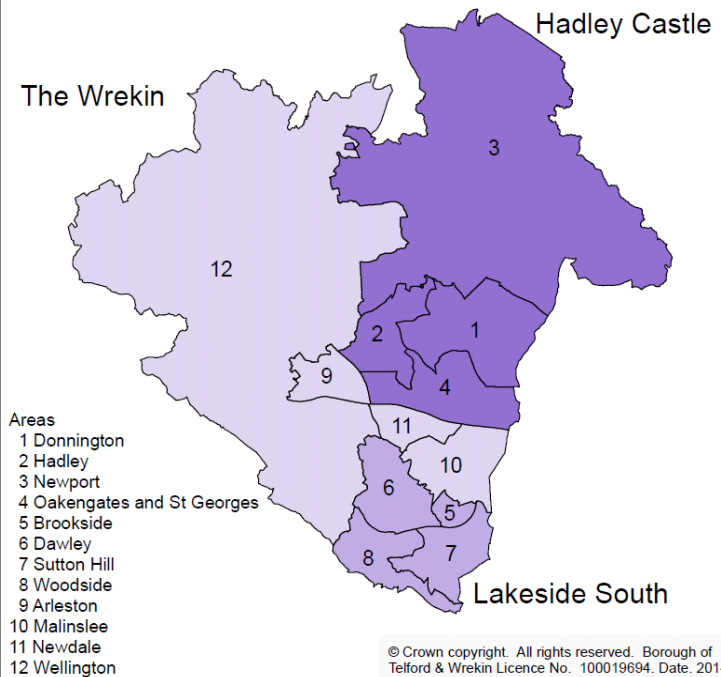 Hadley Castle
The Wrekin
3
12
1
2
9
4
11
10
6
5
7
8
Lakeside South
Areas
1 Donnington
2 Hadley
3 Newport
4 Oakengates and St Georges
5 Brookside
6 Dawley
7 Sutton Hill
8 Woodside
9 Arleston
10 Malinslee
11 Newdale
12 Wellington
© Crown copyright. All rights reserved. Borough of
Telford & Wrekin Licence No. 100019694. Date.